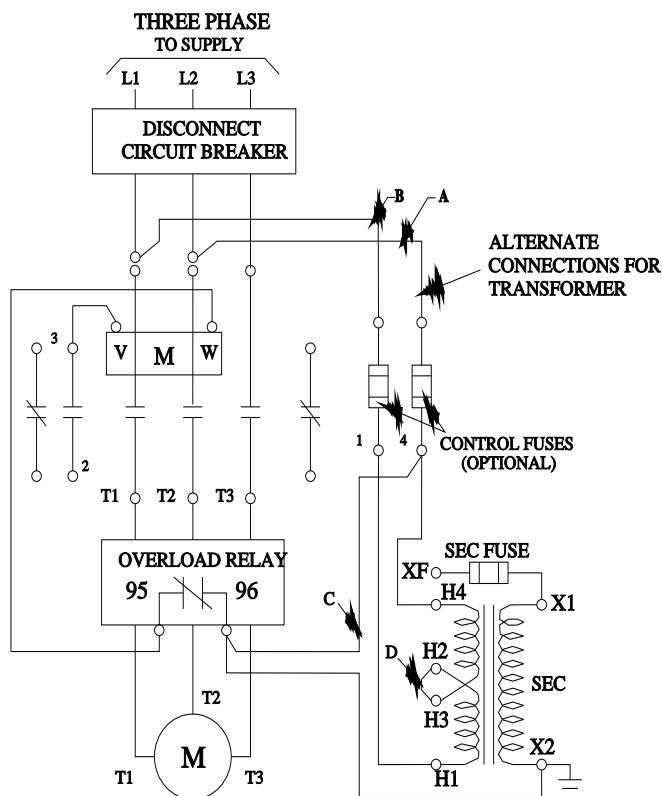 THREE PHASE
TO SUPPLY
L1 L2 L3
DISCONNECT
CIRCUIT BREAKER
B A
ALTERNATE
CONNECTIONS FOR
TRANSFORMER
3
V M W
1 4
CONTROL FUSES
(OPTIONAL)
2
T1 T2 T3
OVERLOAD RELAY
95 96
SEC FUSE
XF
H4 X1
C
D H2
SEC
H3
T2
M
X2
T1 T3
H1